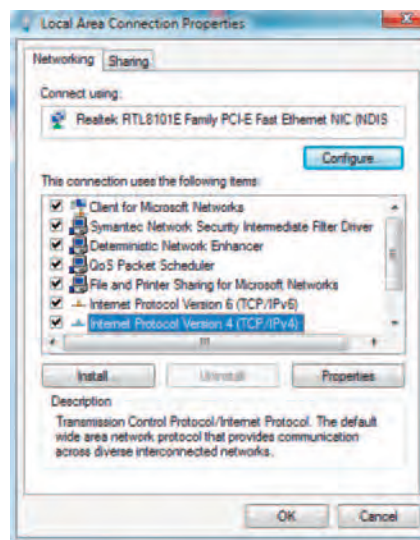 Local Area Connection Properties
Networking Sharing
Connect using:
Realtek RTL8101E Family PCI-E Fast Ethernet NIC (NDIS
Configure...
This connection uses the following items:
Client for Microsoft Networks
Symantec Network Security Intermediate Filter Driver
Deterministic Network Enhancer
QoS Packet Scheduler
File and Printer Sharing for Microsoft Networks
Internet Protocol Version 6 (TCP/IPv6)
Internet Protocol Version 4 (TCP/IPv4)
Install... Uninstall Properties
Description
Transmission Control Protocol/Internet Protocol. The default
wide area network protocol that provides communication
across diverse interconnected networks.
OK Cancel